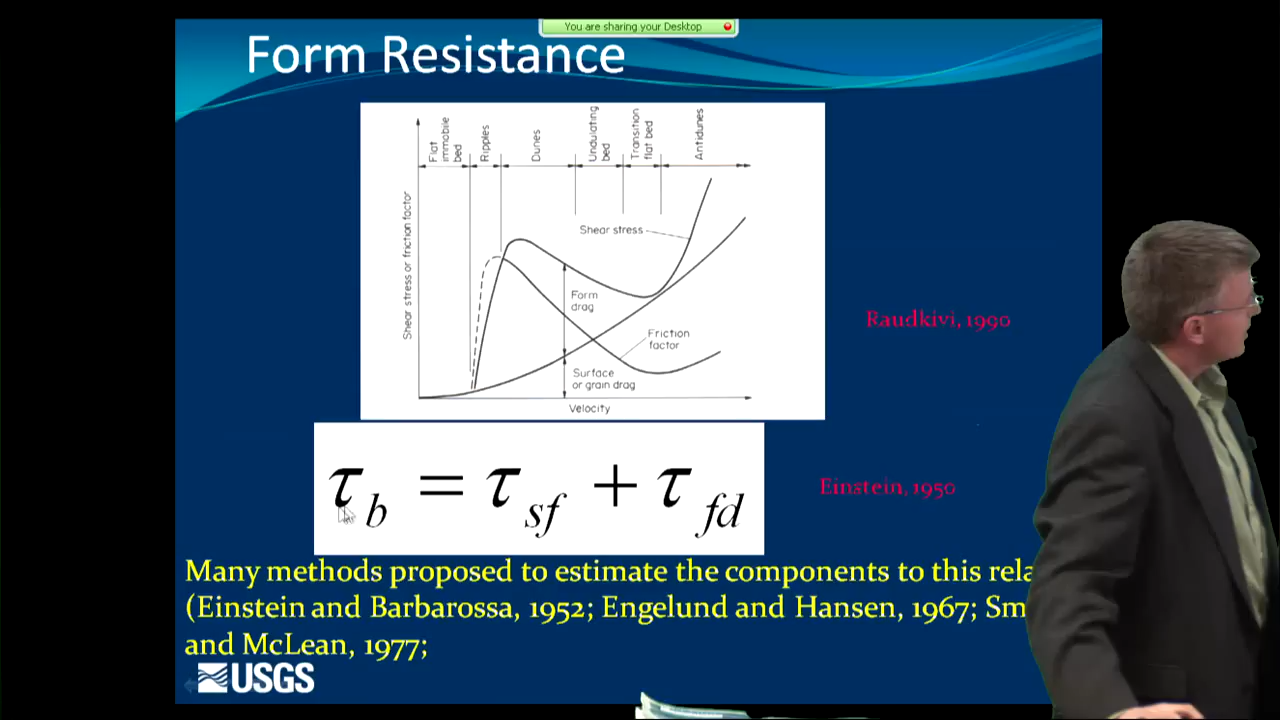 You are sharing your Desktop
Form Resistance
Flat immobile bed
Ripples
Dunes
Undulating bed
Transition flat bed
Antidunes
Shear stress or friction factor
Shear stress
Form drag
Friction factor
Surface or grain drag
Velocity
Raudkivi, 1990
τb = τsf + τfd
Einstein, 1950
Many methods proposed to estimate the components to this
(Einstein and Barbarossa, 1952; Engelund and Hansen, 1967;
and McLean, 1977;
USGS